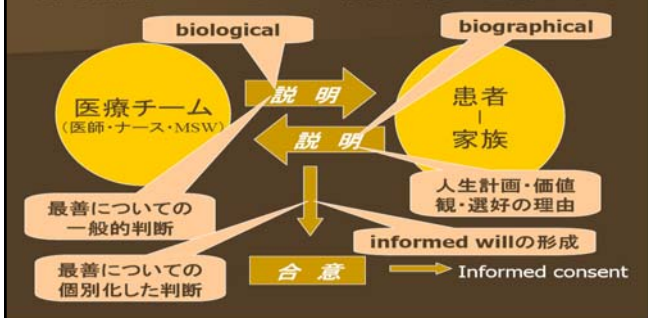 biological
biographical
医療チーム
(医師・ナース・MSW)
説 明
説 明
患者
家族
最善についての
一般的判断
人生計画・価値
観・選好の理由
informed willの形成
最善についての
個別化した判断
合 意
Informed consent